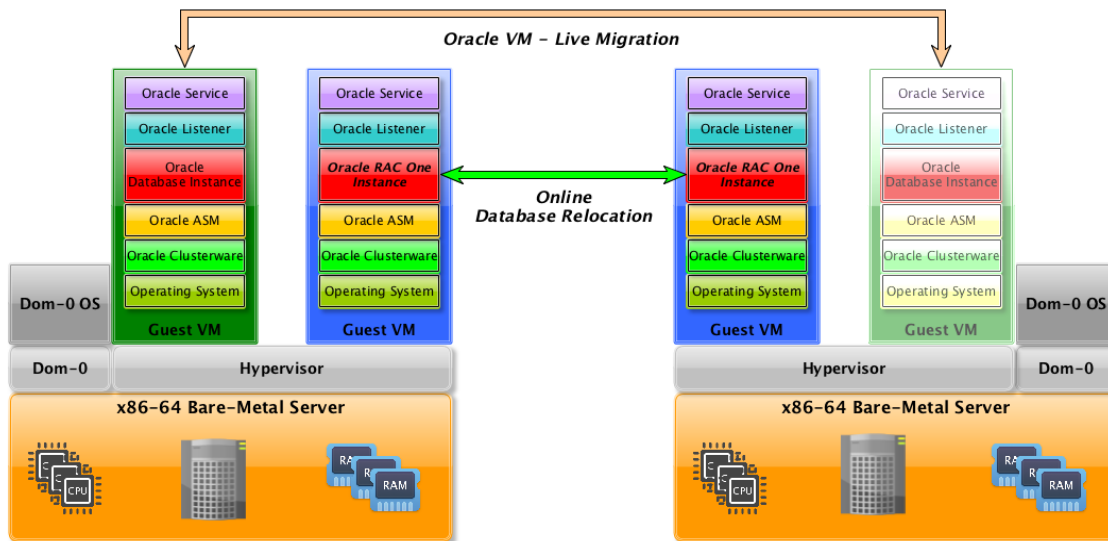 Oracle VM – Live Migration
Oracle Service
Oracle Listener
Oracle
Database Instance
Oracle ASM
Oracle Clusterware
Operating System
Guest VM
Oracle Service
Oracle Listener
Oracle RAC One
Instance
Oracle ASM
Oracle Clusterware
Operating System
Guest VM
Online
Database Relocation
Oracle Service
Oracle Listener
Oracle RAC One
Instance
Oracle ASM
Oracle Clusterware
Operating System
Guest VM
Oracle Service
Oracle Listener
Oracle
Database Instance
Oracle ASM
Oracle Clusterware
Operating System
Guest VM
Dom-0 OS
Dom-0
Hypervisor
x86-64 Bare-Metal Server
CPU
RAM
Dom-0 OS
Hypervisor
Dom-0
x86-64 Bare-Metal Server
CPU
RAM